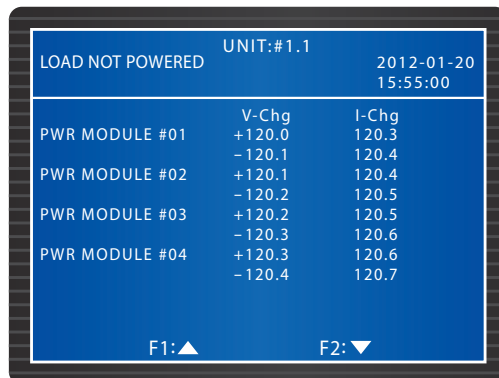 UNIT:#1.1
LOAD NOT POWERED 2012-01-20
15:55:00
V-Chg I-Chg
PWR MODULE #01 +120.0 120.3
–120.1 120.4
PWR MODULE #02 +120.1 120.4
–120.2 120.5
PWR MODULE #03 +120.2 120.5
–120.3 120.6
PWR MODULE #04 +120.3 120.6
–120.4 120.7
F1:▲ F2:▼